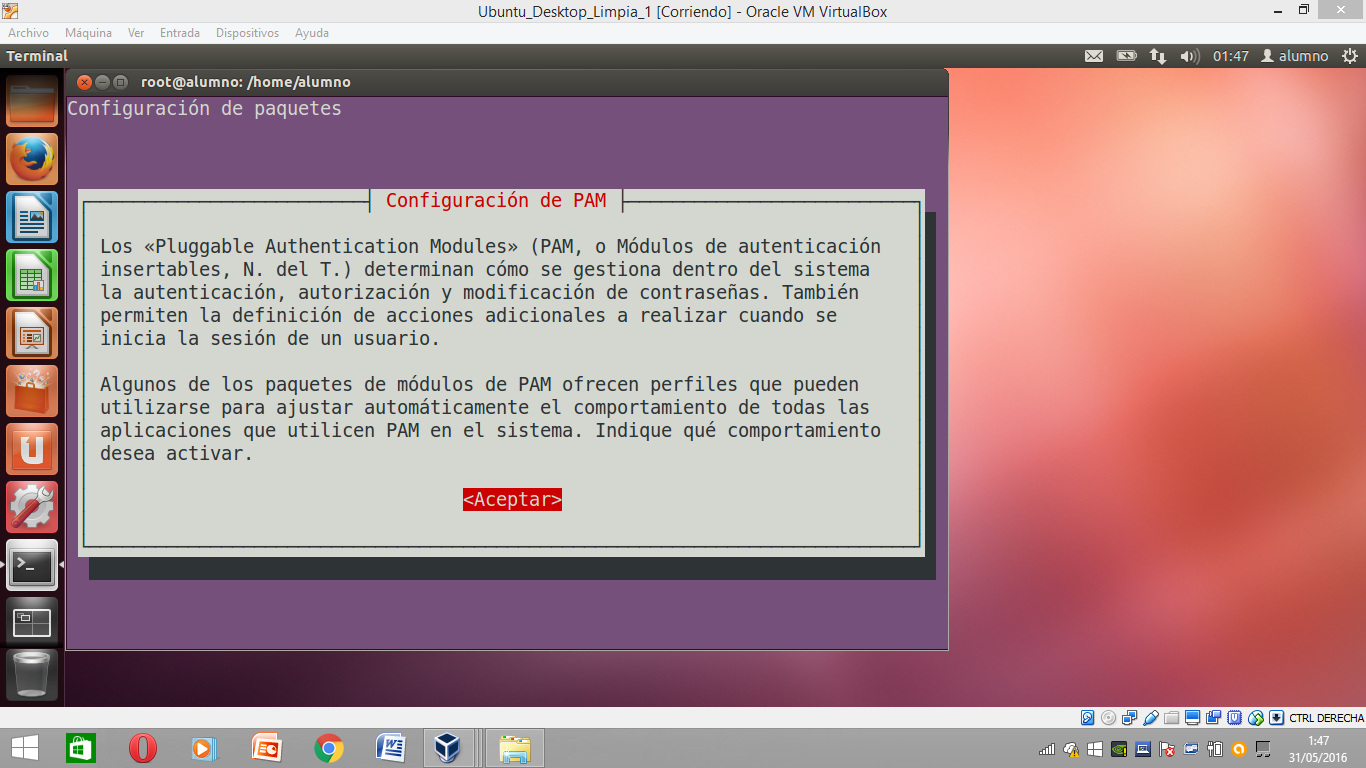 Ubuntu_Desktop_Limpia_1 [Corriendo] - Oracle VM VirtualBox
Archivo Máquina Ver Entrada Dispositivos Ayuda
Terminal 01:47 alumno
root@alumno: /home/alumno
Configuración de paquetes
Configuración de PAM
Los «Pluggable Authentication Modules» (PAM, o Módulos de autenticación
insertables, N. del T.) determinan cómo se gestiona dentro del sistema
la autenticación, autorización y modificación de contraseñas. También
permiten la definición de acciones adicionales a realizar cuando se
inicia la sesión de un usuario.
Algunos de los paquetes de módulos de PAM ofrecen perfiles que pueden
utilizarse para ajustar automáticamente el comportamiento de todas las
aplicaciones que utilicen PAM en el sistema. Indique qué comportamiento
desea activar.
<Aceptar>
CTRL DERECHA
1:47
31/05/2016